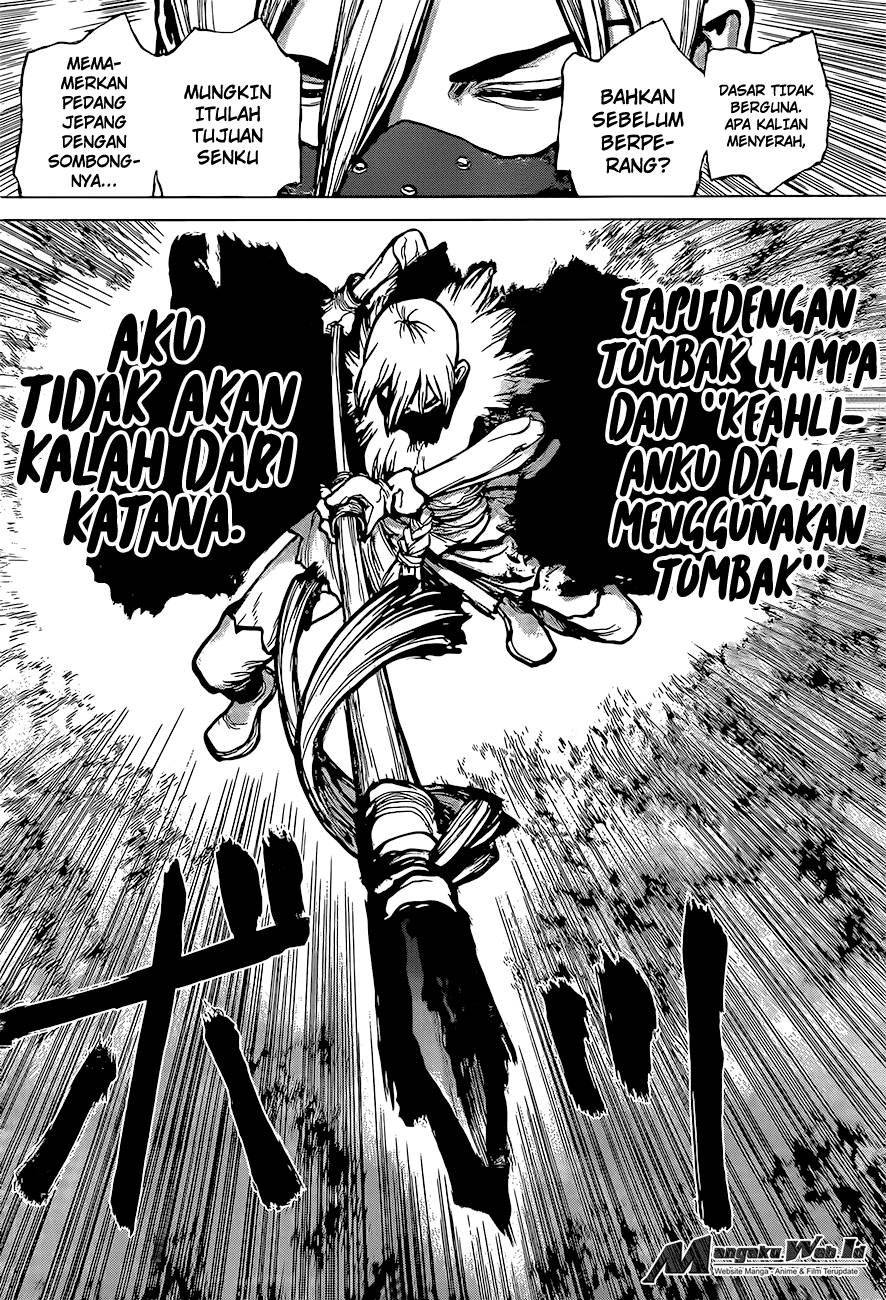 DASAR TIDAK
BERGUNA.
APA KALIAN
MENYERAH,
BAHKAN
SEBELUM
BERPE-
RANG?
MUNGKIN
ITULAH
TUJUAN
SENKU
MEMA-
MERKAN
PEDANG
JEPANG
DENGAN
SOMBONG-
NYA...
TAPI DENGAN
TOMBAK HAMPA
DAN "KEAHLI-
ANKU DALAM
MENGGUNAKAN
TOMBAK"
AKU
TIDAK AKAN
KALAH DARI
KATANA.
ボッ
Mangaku.Web.Id
Website Manga - Anime & Film Terupdate